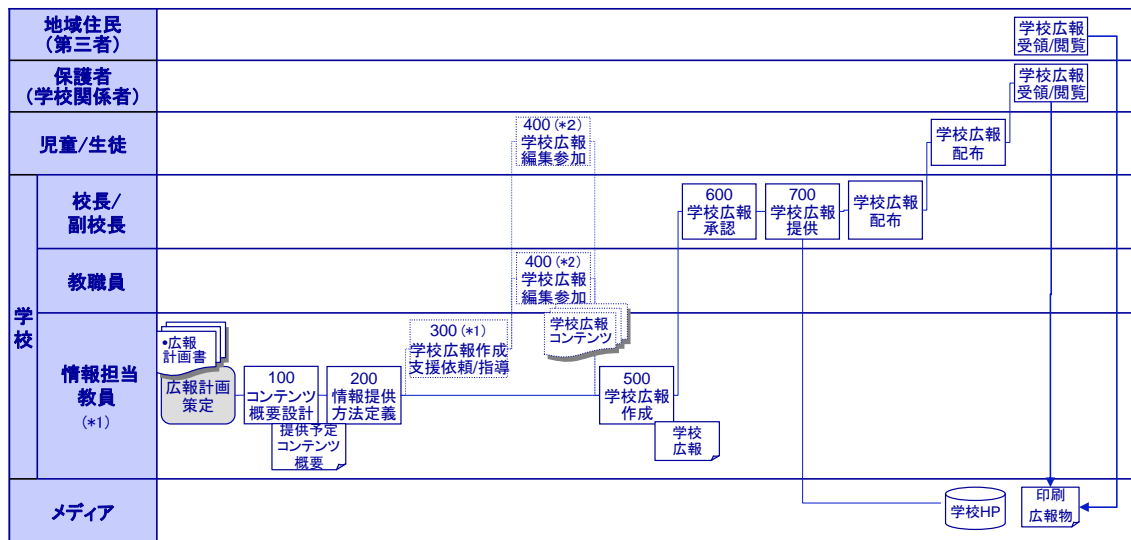 地域住民
(第三者)
学校広報
受領/閲覧
保護者
(学校関係者)
学校広報
受領/閲覧
児童/生徒
400 (*2)
学校広報
編集参加
学校広報
配布
学校
校長/
副校長
600
学校広報
承認
700
学校広報
提供
学校広報
配布
教職員
400 (*2)
学校広報
編集参加
情報担当
教員
(*1)
•広報
計画書
広報計画
策定
100
コンテンツ
概要設計
提供予定
コンテンツ
概要
200
情報提供
方法定義
300 (*1)
学校広報作成
支援依頼/指導
学校広報
コンテンツ
500
学校広報
作成
学校
広報
メディア
学校HP
印刷
広報物